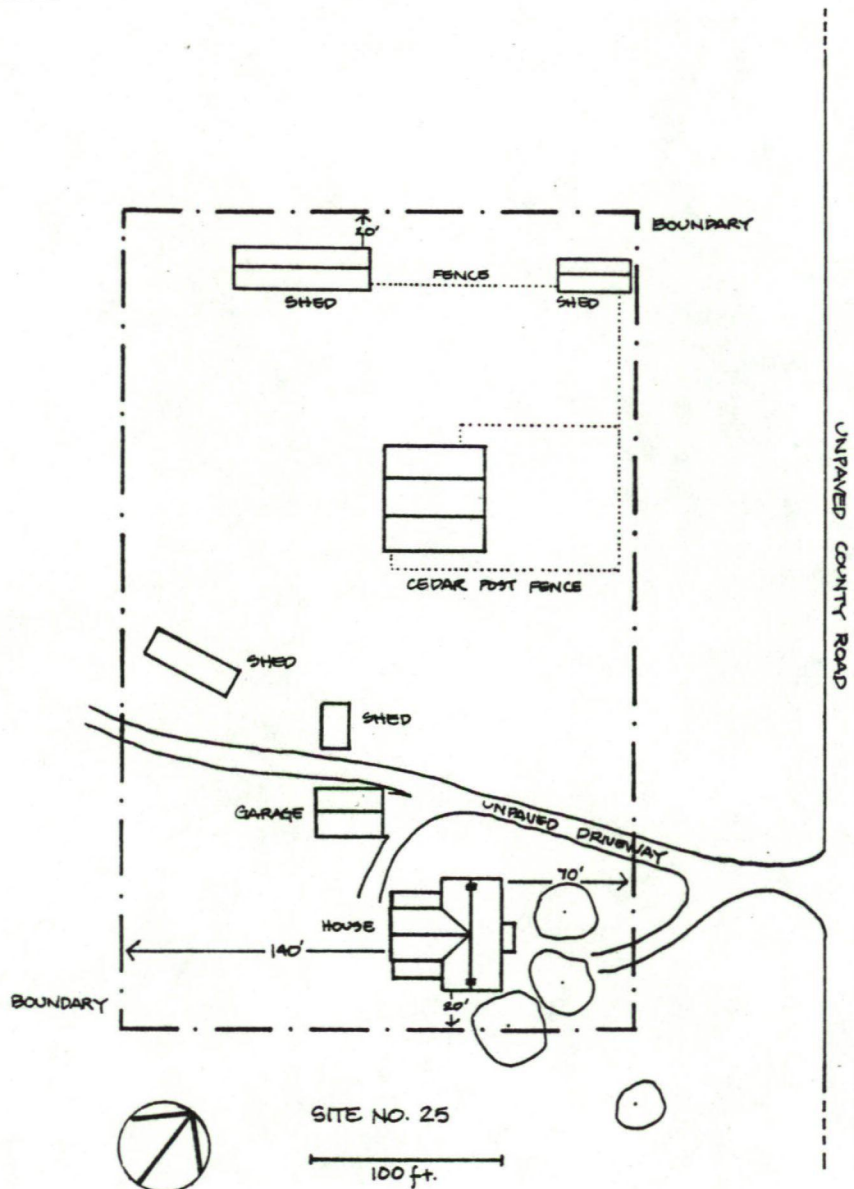 BOUNDARY
20'
FENCE
SHED
SHED
UNPAVED COUNTY ROAD
CEDAR POST FENCE
SHED
SHED
GARAGE
UNPAVED DRIVEWAY
70'
HOUSE
140'
20'
BOUNDARY
SITE NO. 25
100 ft.